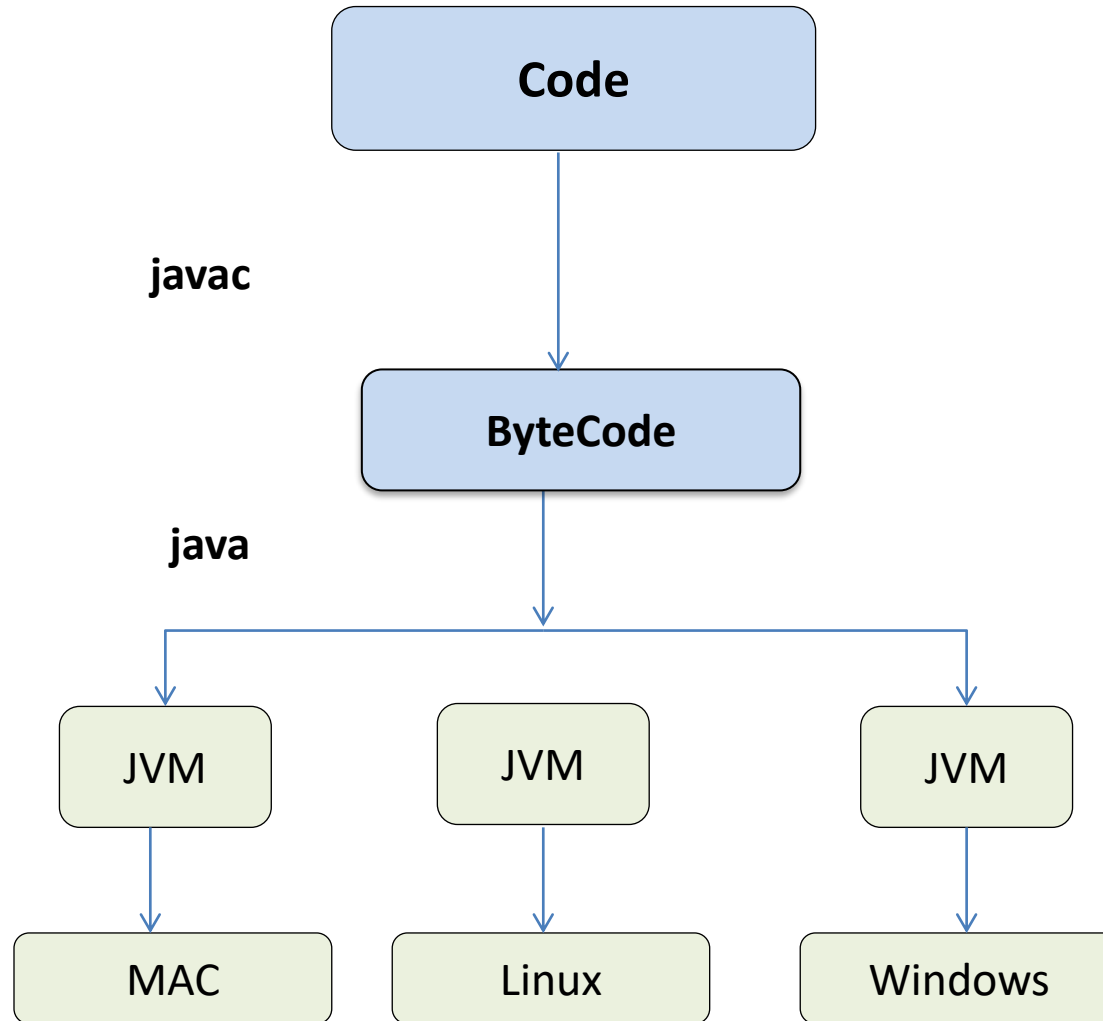 Code
javac
ByteCode
java
JVM
JVM
JVM
MAC
Linux
Windows